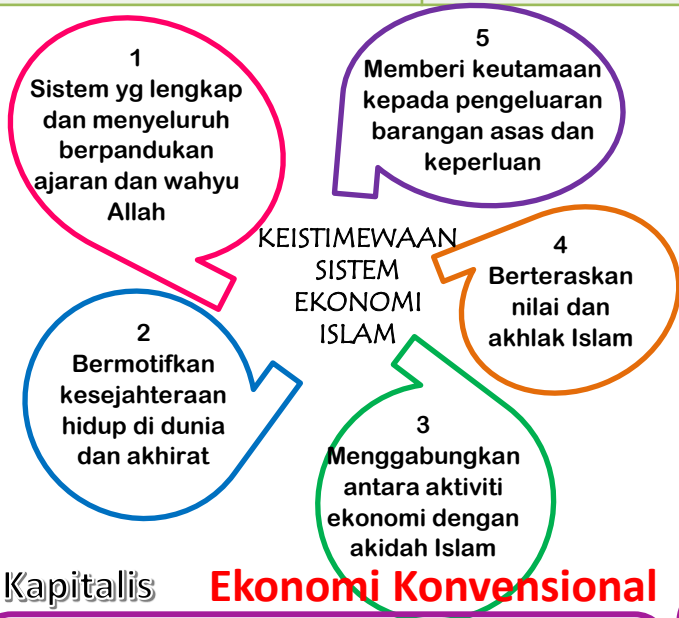 1
Sistem yg lengkap
dan menyeluruh
berpandukan
ajaran dan wahyu
Allah
5
Memberi keutamaan
kepada pengeluaran
barangan asas dan
keperluan
KEISTIMEWAAN
SISTEM
EKONOMI
ISLAM
4
Berteraskan
nilai dan
akhlak Islam
2
Bermotifkan
kesejahteraan
hidup di dunia
dan akhirat
3
Menggabungkan
antara aktiviti
ekonomi dengan
akidah Islam
Kapitalis
Ekonomi Konvensional